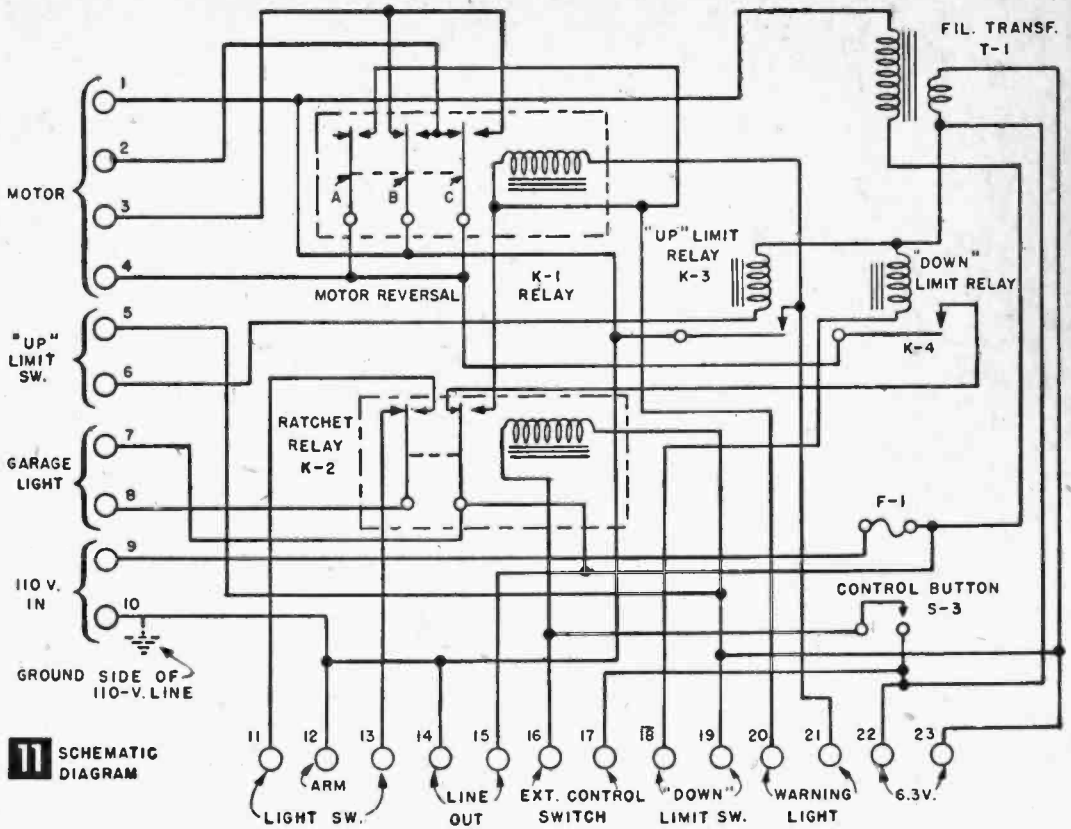 FIL. TRANSF.
T-1
MOTOR
1
2
3
4
A
B
C
MOTOR REVERSAL
K-1
RELAY
"UP" LIMIT
RELAY
K-3
"DOWN"
LIMIT RELAY
K-4
"UP"
LIMIT
SW.
5
6
RATCHET
RELAY
K-2
GARAGE
LIGHT
7
8
F-1
110 V.
IN
9
10
CONTROL BUTTON
S-3
GROUND SIDE OF
110-V. LINE
11 SCHEMATIC
DIAGRAM
11
12
13
14
15
16
17
18
19
20
21
22
23
ARM
LIGHT SW.
LINE
OUT
EXT. CONTROL
SWITCH
"DOWN"
LIMIT SW.
WARNING
LIGHT
6.3V.